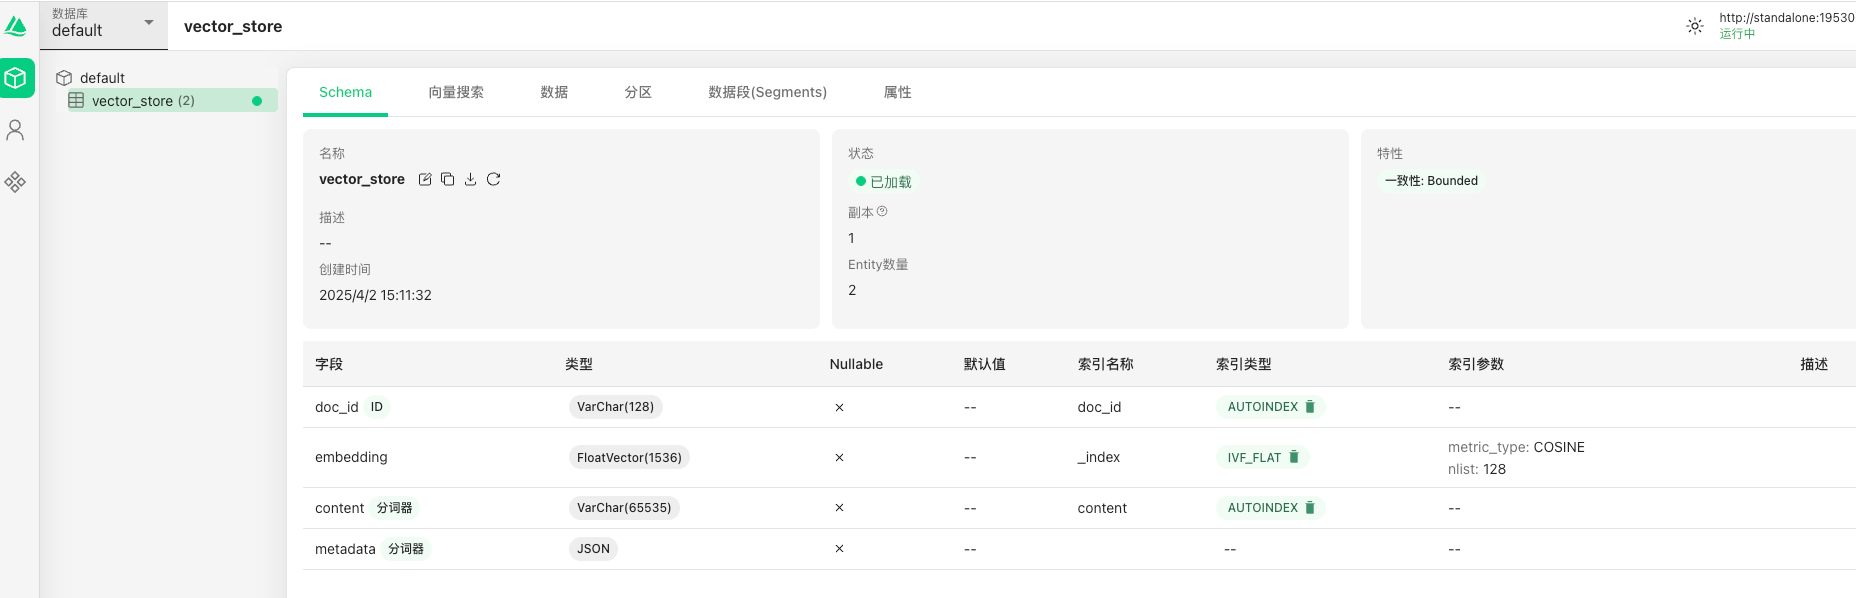 数据库
default
vector_store
http://standalone:19530
运行中
default
vector_store (2)
Schema
向量搜索
数据
分区
数据段(Segments)
属性
名称
vector_store
描述
--
创建时间
2025/4/2 15:11:32
状态
已加载
副本
1
Entity数量
2
特性
一致性: Bounded
字段 类型 Nullable 默认值 索引名称 索引类型 索引参数 描述
doc_id ID VarChar(128) × -- doc_id AUTOINDEX --
embedding FloatVector(1536) × -- _index IVF_FLAT metric_type: COSINE
nlist: 128
content 分词器 VarChar(65535) × -- content AUTOINDEX --
metadata 分词器 JSON × -- -- --